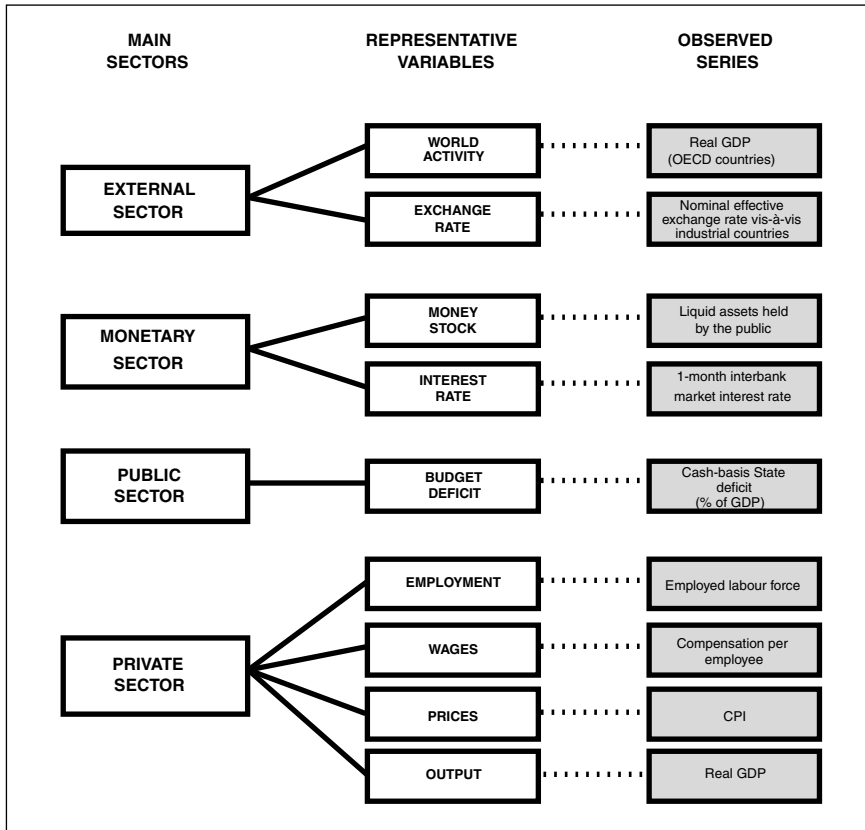 MAIN
SECTORS
REPRESENTATIVE
VARIABLES
OBSERVED
SERIES
EXTERNAL
SECTOR
WORLD
ACTIVITY
Real GDP
(OECD countries)
EXCHANGE
RATE
Nominal effective
exchange rate vis-à-vis
industrial countries
MONETARY
SECTOR
MONEY
STOCK
Liquid assets held
by the public
INTEREST
RATE
1-month interbank
market interest rate
PUBLIC
SECTOR
BUDGET
DEFICIT
Cash-basis State
deficit
(% of GDP)
PRIVATE
SECTOR
EMPLOYMENT
Employed labour force
WAGES
Compensation per
employee
PRICES
CPI
OUTPUT
Real GDP